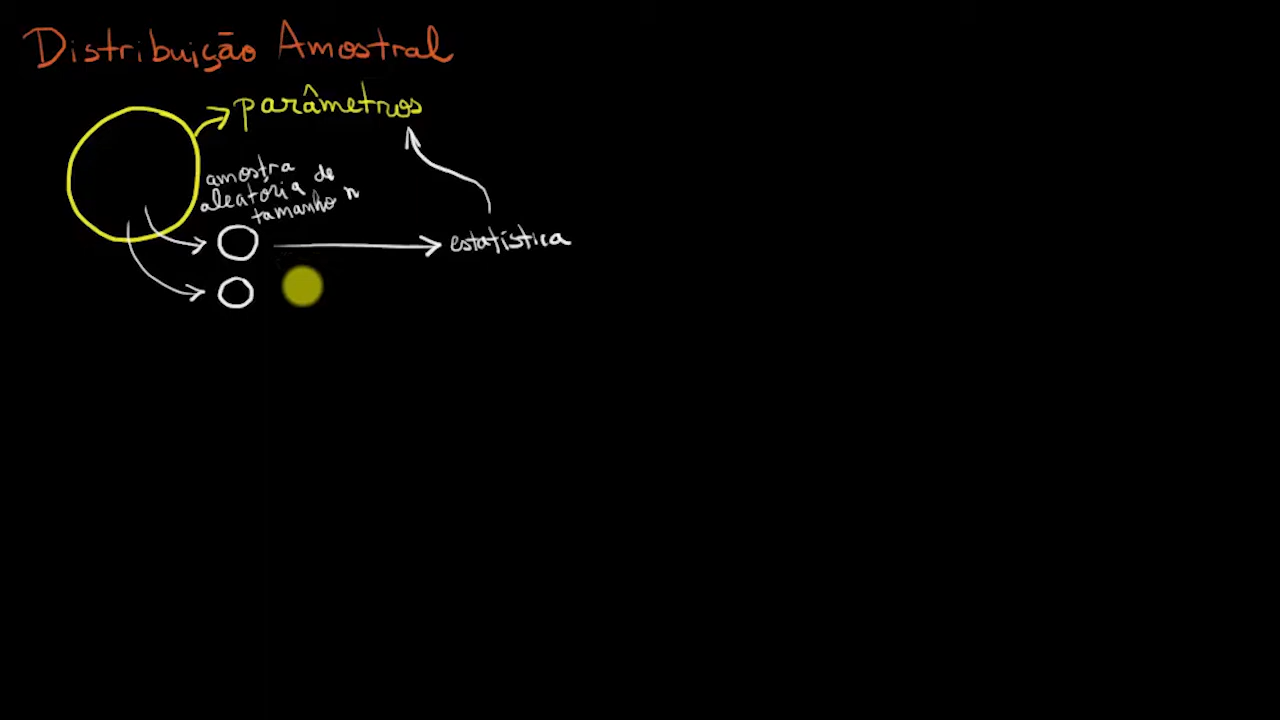 Distribuição Amostral
parâmetros
amostra
aleatória de
tamanho n
estatística